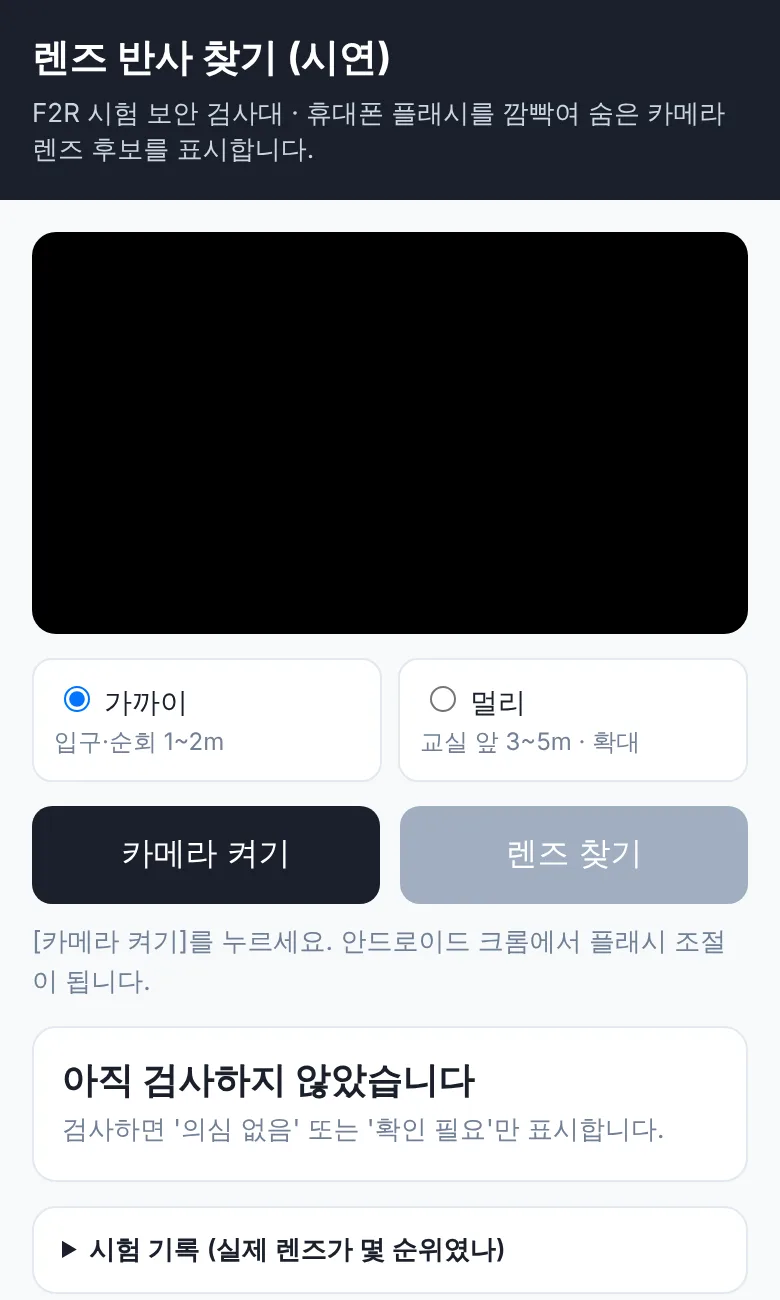 렌즈 반사 찾기 (시연)
F2R 시험 보안 검사대 · 휴대폰 플래시를 깜빡여 숨은 카메라
렌즈 후보를 표시합니다.
가까이
입구·순회 1~2m
멀리
교실 앞 3~5m · 확대
카메라 켜기
렌즈 찾기
[카메라 켜기]를 누르세요. 안드로이드 크롬에서 플래시 조절
이 됩니다.
아직 검사하지 않았습니다
검사하면 '의심 없음' 또는 '확인 필요'만 표시합니다.
▶ 시험 기록 (실제 렌즈가 몇 순위였나)